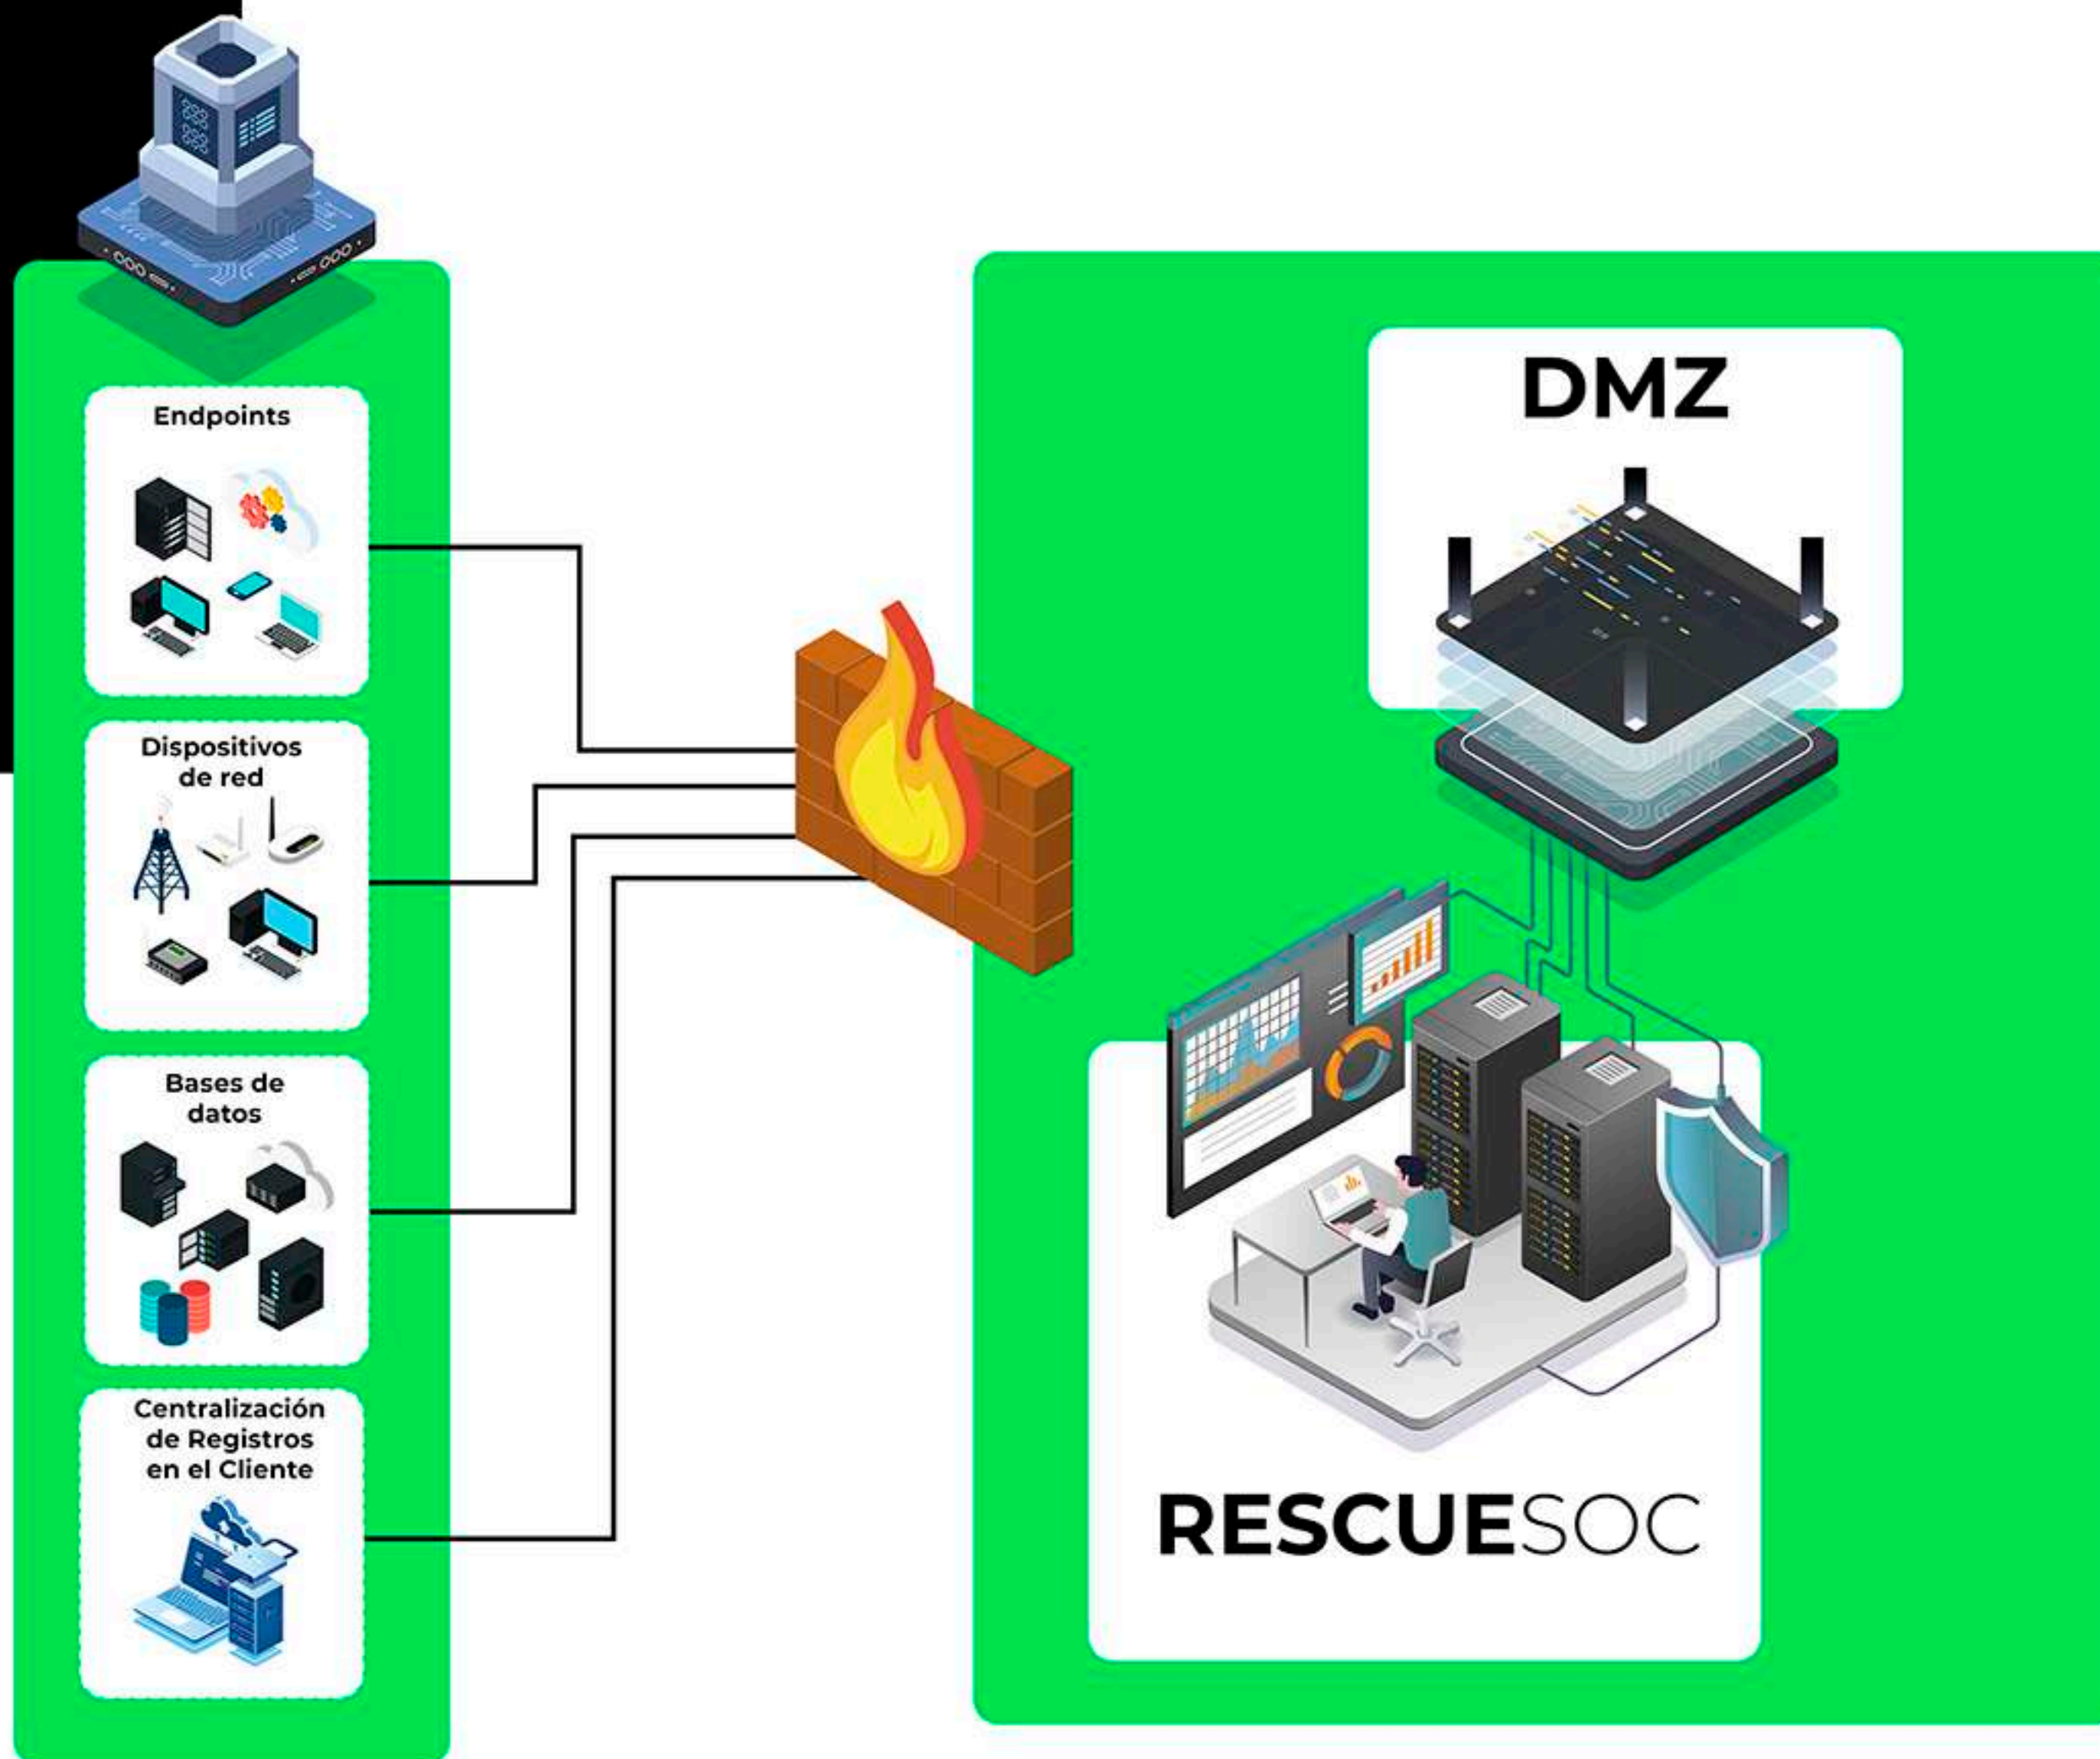 Endpoints
Dispositivos
de red
Bases de
datos
Centralización
de Registros
en el Cliente
DMZ
RESCUESOC